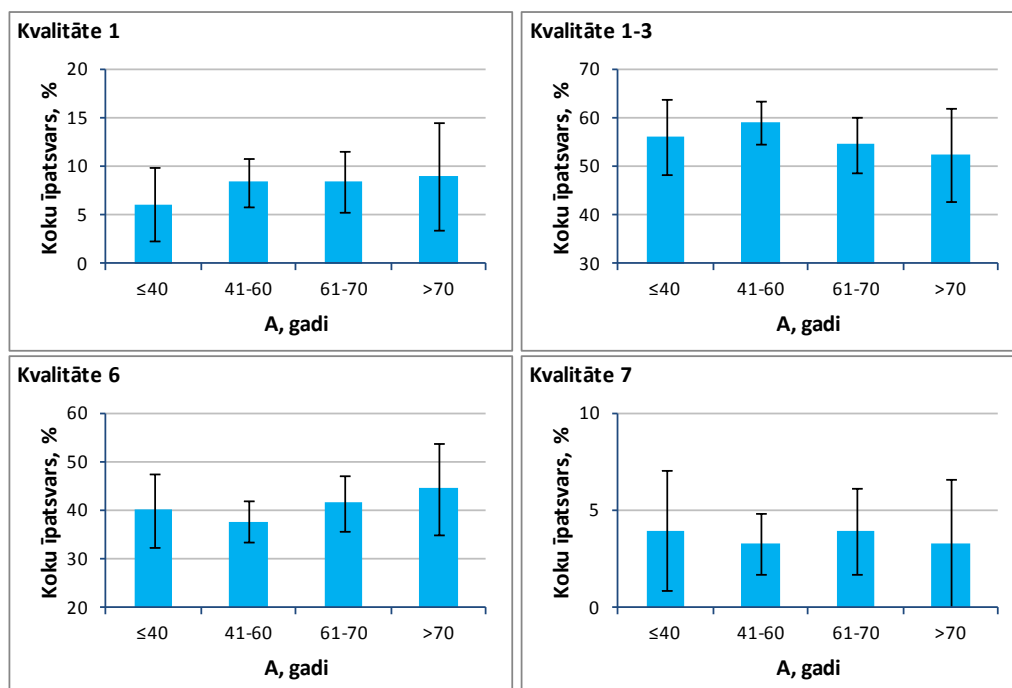 Kvalitāte 1
Koku īpatsvars, %
20
15
10
5
0
≤40 41-60 61-70 >70
A, gadi
Kvalitāte 1-3
Koku īpatsvars, %
70
60
50
40
30
≤40 41-60 61-70 >70
A, gadi
Kvalitāte 6
Koku īpatsvars, %
60
50
40
30
20
≤40 41-60 61-70 >70
A, gadi
Kvalitāte 7
Koku īpatsvars, %
10
5
0
≤40 41-60 61-70 >70
A, gadi